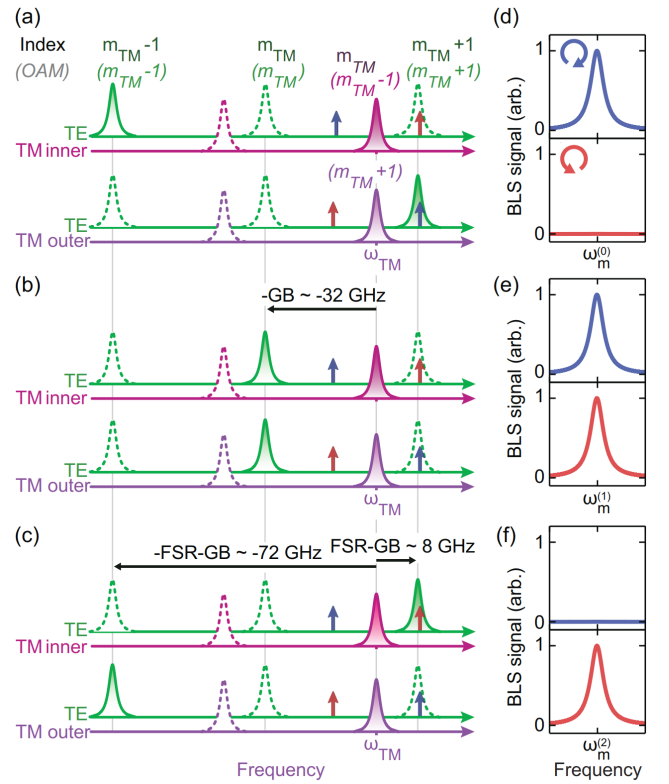 (a)
Index m_TM -1 m_TM m_TM m_TM +1
(OAM) (m_TM -1) (m_TM) (m_TM -1) (m_TM +1)
TE
TM inner
(m_TM +1)
TE
TM outer
ω_TM
(b)
-GB ~ -32 GHz
TE
TM inner
TE
TM outer
ω_TM
(c)
-FSR-GB ~ -72 GHz FSR-GB ~ 8 GHz
TE
TM inner
TE
TM outer
ω_TM
Frequency
(d)
BLS signal (arb.)
1
0
1
0
ω_m^(0)
(e)
BLS signal (arb.)
1
0
1
0
ω_m^(1)
(f)
BLS signal (arb.)
1
0
1
0
ω_m^(2)
Frequency